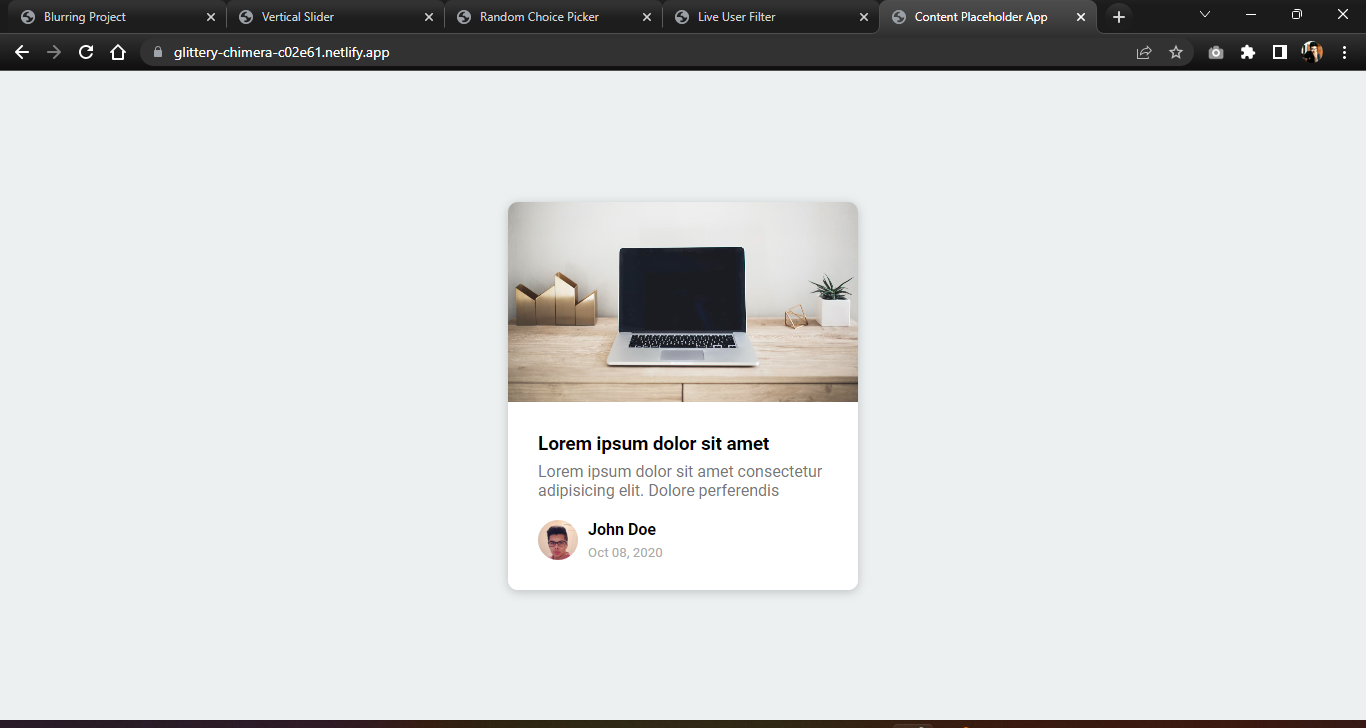 Blurring Project
Vertical Slider
Random Choice Picker
Live User Filter
Content Placeholder App
glittery-chimera-c02e61.netlify.app
Lorem ipsum dolor sit amet
Lorem ipsum dolor sit amet consectetur
adipisicing elit. Dolore perferendis
John Doe
Oct 08, 2020